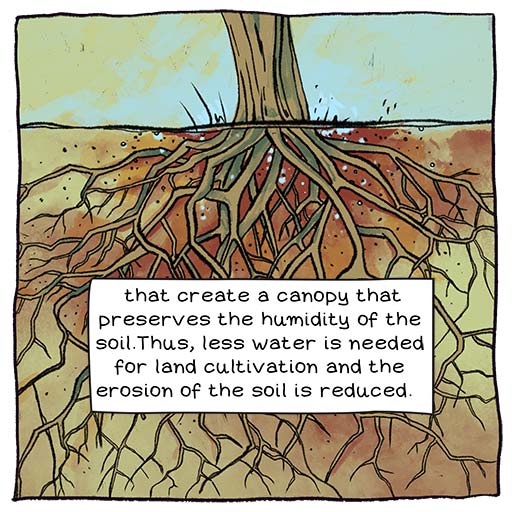 that create a canopy that
preserves the humidity of the
soil.Thus, less water is needed
for land cultivation and the
erosion of the soil is reduced.